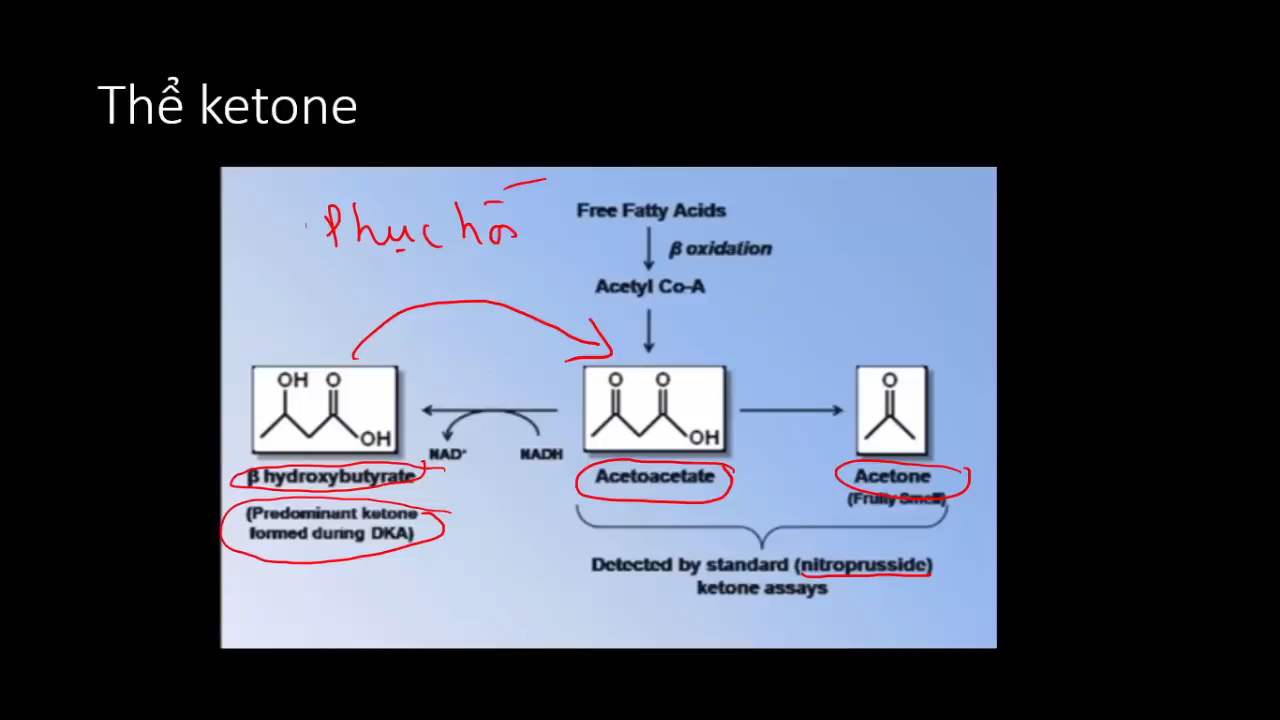 Thể ketone
Phục hồ
Free Fatty Acids
β oxidation
Acetyl Co-A
OH O
OH
NAD⁺
NADH
O O
OH
O
β hydroxybutyrate
(Predominant ketone
formed during DKA)
Acetoacetate
Acetone
(Fruity Smell)
Detected by standard (nitroprusside)
ketone assays